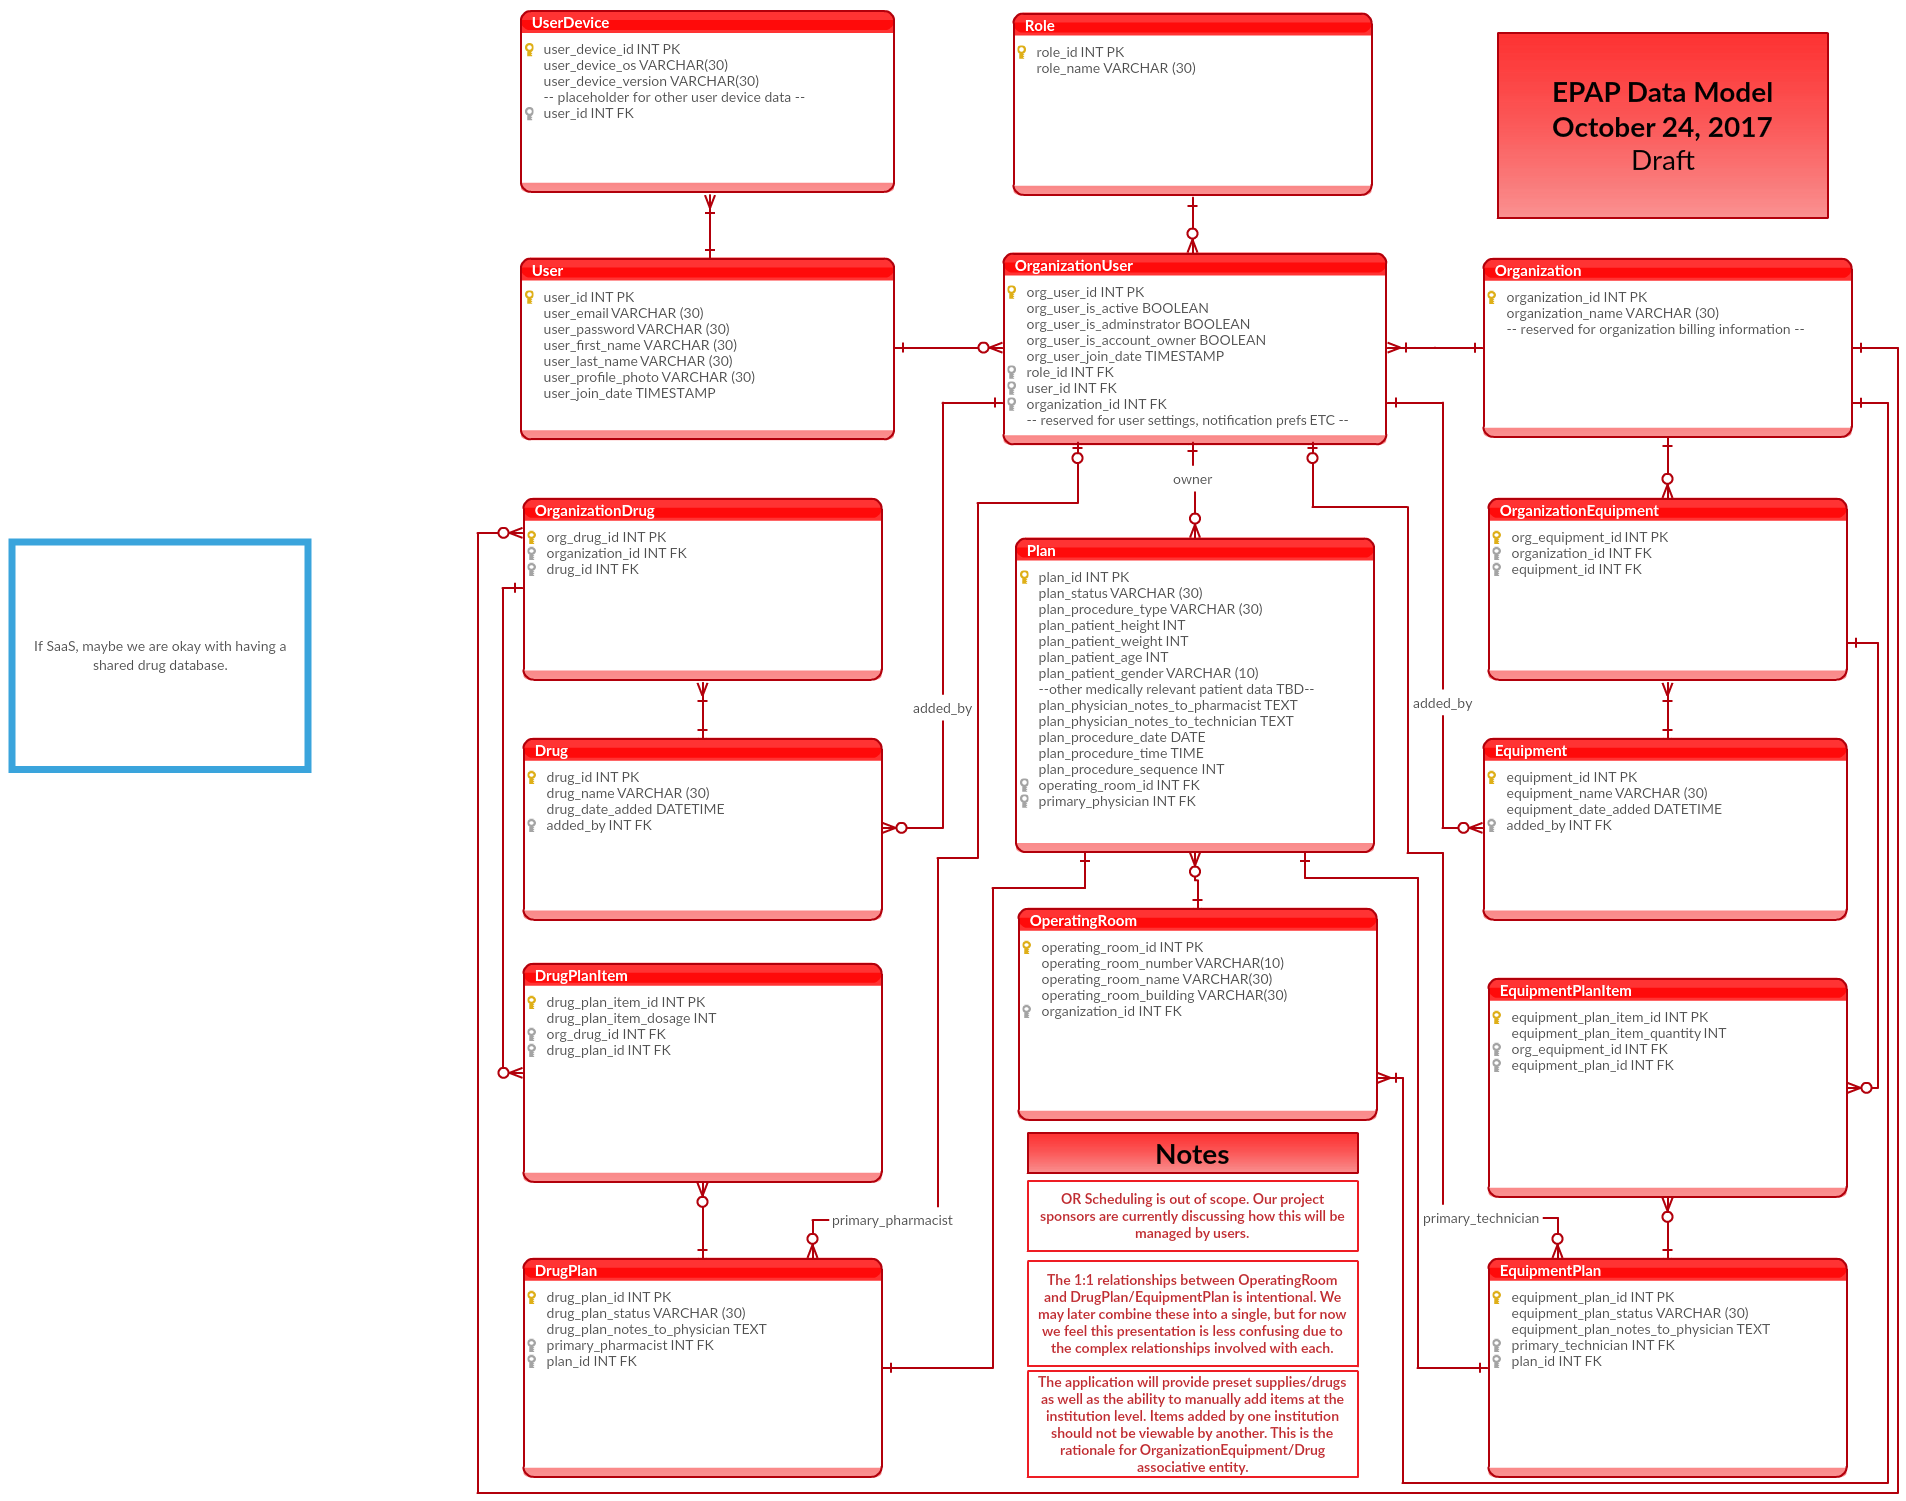 UserDevice
user_device_id INT PK
user_device_os VARCHAR(30)
user_device_version VARCHAR(30)
-- placeholder for other user device data --
user_id INT FK
Role
role_id INT PK
role_name VARCHAR (30)
EPAP Data Model
October 24, 2017
Draft
User
user_id INT PK
user_email VARCHAR (30)
user_password VARCHAR (30)
user_first_name VARCHAR (30)
user_last_name VARCHAR (30)
user_profile_photo VARCHAR (30)
user_join_date TIMESTAMP
OrganizationUser
org_user_id INT PK
org_user_is_active BOOLEAN
org_user_is_adminstrator BOOLEAN
org_user_is_account_owner BOOLEAN
org_user_join_date TIMESTAMP
role_id INT FK
user_id INT FK
organization_id INT FK
-- reserved for user settings, notification prefs ETC --
Organization
organization_id INT PK
organization_name VARCHAR (30)
-- reserved for organization billing information --
owner
OrganizationDrug
org_drug_id INT PK
organization_id INT FK
drug_id INT FK
Plan
plan_id INT PK
plan_status VARCHAR (30)
plan_procedure_type VARCHAR (30)
plan_patient_height INT
plan_patient_weight INT
plan_patient_age INT
plan_patient_gender VARCHAR (10)
--other medically relevant patient data TBD--
plan_physician_notes_to_pharmacist TEXT
plan_physician_notes_to_technician TEXT
plan_procedure_date DATE
plan_procedure_time TIME
plan_procedure_sequence INT
operating_room_id INT FK
primary_physician INT FK
OrganizationEquipment
org_equipment_id INT PK
organization_id INT FK
equipment_id INT FK
If SaaS, maybe we are okay with having a
shared drug database.
added_by
added_by
Drug
drug_id INT PK
drug_name VARCHAR (30)
drug_date_added DATETIME
added_by INT FK
Equipment
equipment_id INT PK
equipment_name VARCHAR (30)
equipment_date_added DATETIME
added_by INT FK
OperatingRoom
operating_room_id INT PK
operating_room_number VARCHAR(10)
operating_room_name VARCHAR(30)
operating_room_building VARCHAR(30)
organization_id INT FK
DrugPlanItem
drug_plan_item_id INT PK
drug_plan_item_dosage INT
org_drug_id INT FK
drug_plan_id INT FK
EquipmentPlanItem
equipment_plan_item_id INT PK
equipment_plan_item_quantity INT
org_equipment_id INT FK
equipment_plan_id INT FK
Notes
OR Scheduling is out of scope. Our project
sponsors are currently discussing how this will be
managed by users.
The 1:1 relationships between OperatingRoom
and DrugPlan/EquipmentPlan is intentional. We
may later combine these into a single, but for now
we feel this presentation is less confusing due to
the complex relationships involved with each.
The application will provide preset supplies/drugs
as well as the ability to manually add items at the
institution level. Items added by one institution
should not be viewable by another. This is the
rationale for OrganizationEquipment/Drug
associative entity.
primary_pharmacist
primary_technician
DrugPlan
drug_plan_id INT PK
drug_plan_status VARCHAR (30)
drug_plan_notes_to_physician TEXT
primary_pharmacist INT FK
plan_id INT FK
EquipmentPlan
equipment_plan_id INT PK
equipment_plan_status VARCHAR (30)
equipment_plan_notes_to_physician TEXT
primary_technician INT FK
plan_id INT FK